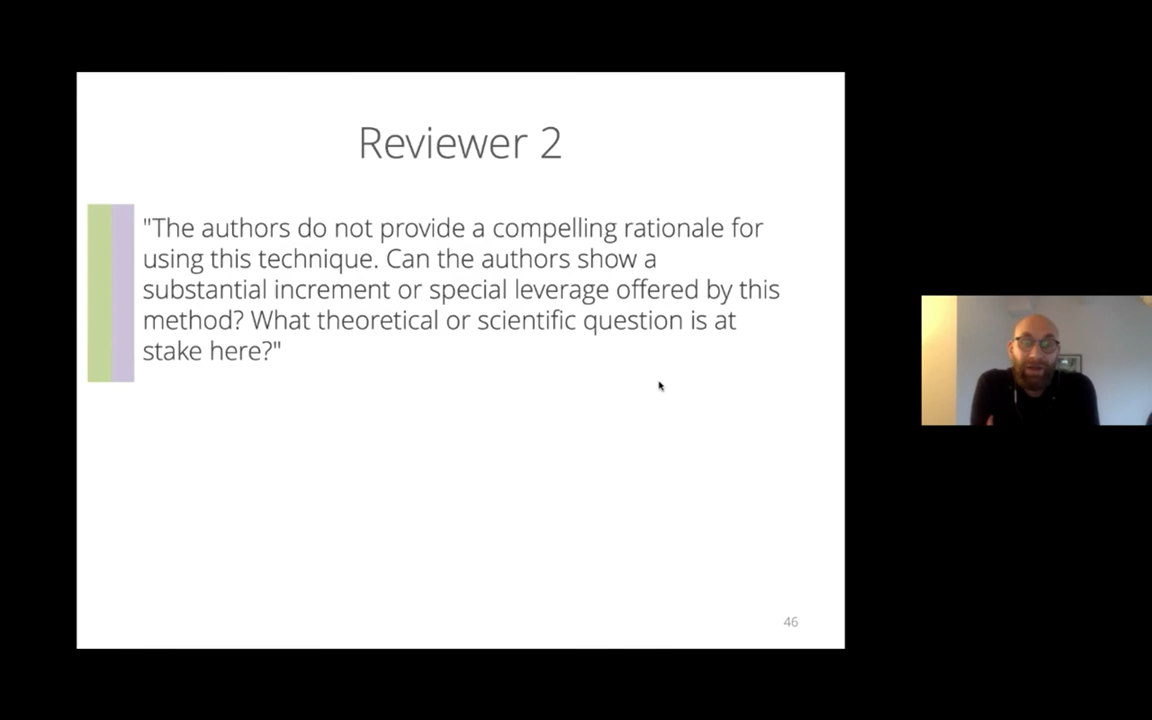 Reviewer 2
"The authors do not provide a compelling rationale for
using this technique. Can the authors show a
substantial increment or special leverage offered by this
method? What theoretical or scientific question is at
stake here?"
46